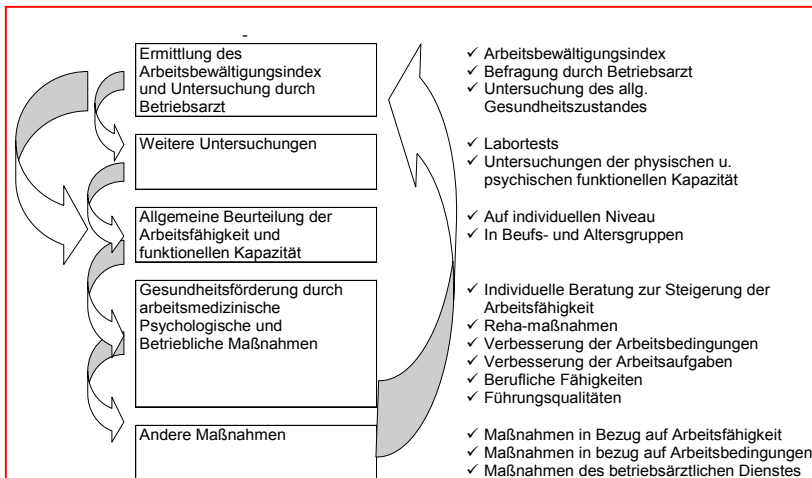 Ermittlung des
Arbeitsbewältigungsindex
und Untersuchung durch
Betriebsarzt
✓ Arbeitsbewältigungsindex
✓ Befragung durch Betriebsarzt
✓ Untersuchung des allg.
Gesundheitszustandes
Weitere Untersuchungen
✓ Labortests
✓ Untersuchungen der physischen u.
psychischen funktionellen Kapazität
Allgemeine Beurteilung der
Arbeitsfähigkeit und
funktionellen Kapazität
✓ Auf individuellen Niveau
✓ In Beufs- und Altersgruppen
Gesundheitsförderung durch
arbeitsmedizinische
Psychologische und
Betriebliche Maßnahmen
✓ Individuelle Beratung zur Steigerung der
Arbeitsfähigkeit
✓ Reha-maßnahmen
✓ Verbesserung der Arbeitsbedingungen
✓ Verbesserung der Arbeitsaufgaben
✓ Berufliche Fähigkeiten
✓ Führungsqualitäten
Andere Maßnahmen
✓ Maßnahmen in Bezug auf Arbeitsfähigkeit
✓ Maßnahmen in bezug auf Arbeitsbedingungen
✓ Maßnahmen des betriebsärztlichen Dienstes